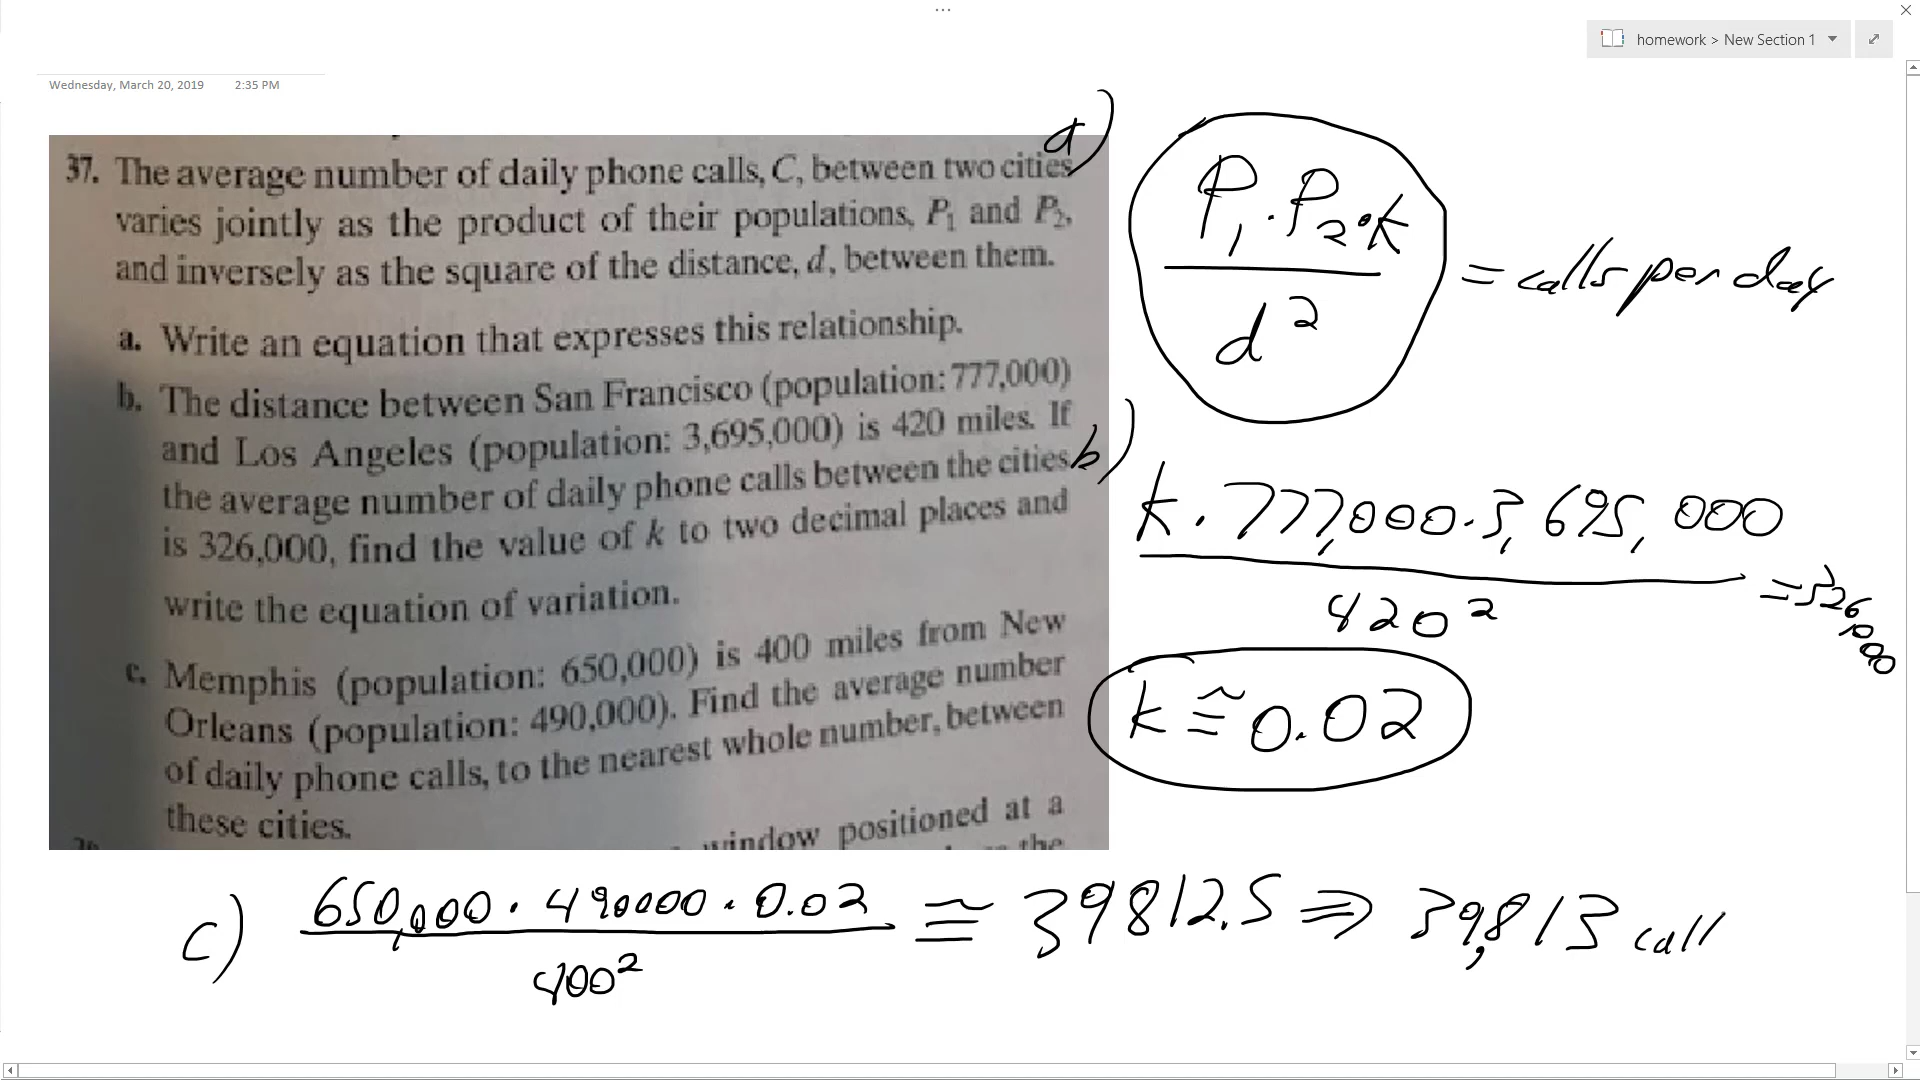 homework > New Section 1
Wednesday, March 20, 2019 2:35 PM
37. The average number of daily phone calls, C, between two cities
varies jointly as the product of their populations, P₁ and P₂,
and inversely as the square of the distance, d, between them.
a. Write an equation that expresses this relationship.
b. The distance between San Francisco (population: 777,000)
and Los Angeles (population: 3,695,000) is 420 miles. If
the average number of daily phone calls between the cities
is 326,000, find the value of k to two decimal places and
write the equation of variation.
c. Memphis (population: 650,000) is 400 miles from New
Orleans (population: 490,000). Find the average number
of daily phone calls, to the nearest whole number, between
these cities.
window positioned at a
the
a)
P₁·P₂·k
d²
= calls per day
b)
k·777,000·3,695,000
420²
=326,000
k ≅ 0.02
c)
650,000·490000·0.02
400²
≅ 39812.5 ⇒ 39,813 call